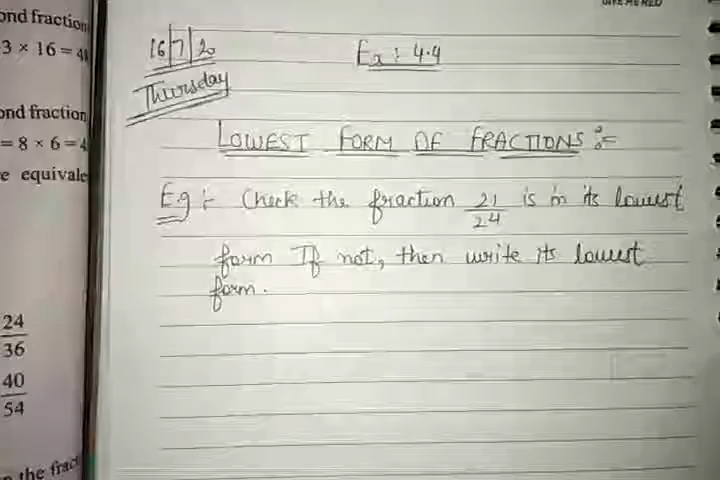 ond fraction
3 × 16 = 4
ond fraction
= 8 × 6 = 4
e equivale
24
36
40
54
the frac
16|7|20
Thursday
Ex : 4.4
LOWEST FORM OF FRACTIONS :-
Eg :- Check the fraction 21/24 is in its lowest
form If not, then write its lowest
form.